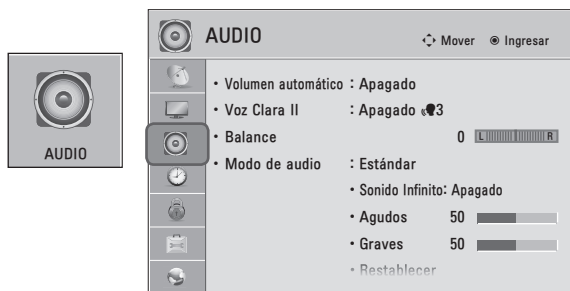 AUDIO
AUDIO
Mover Ingresar
• Volumen automático : Apagado
• Voz Clara II : Apagado 3
• Balance 0 L R
• Modo de audio : Estándar
• Sonido Infinito: Apagado
• Agudos 50
• Graves 50
• Restablecer